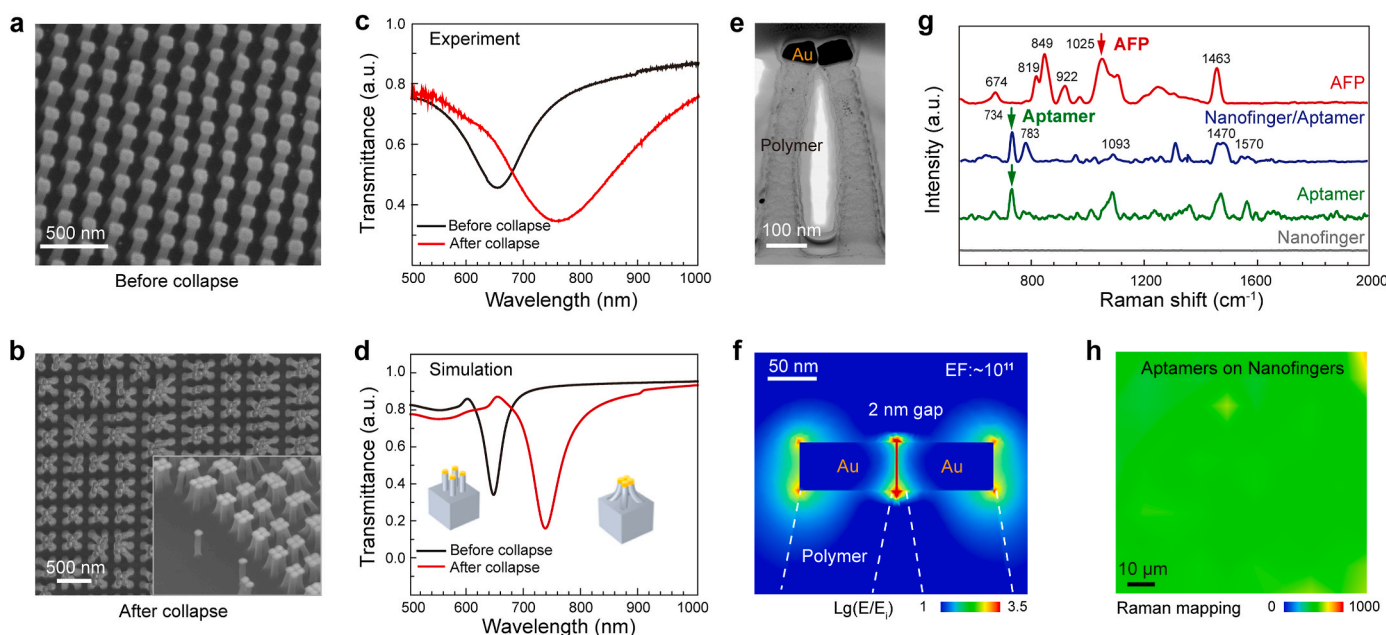 a
500 nm
Before collapse
b
500 nm
After collapse
c
Experiment
Transmittance (a.u.)
1.0
0.8
0.6
0.4
Before collapse
After collapse
500 600 700 800 900 1000
Wavelength (nm)
d
Simulation
Transmittance (a.u.)
1.0
0.8
0.6
0.4
0.2
0.0
Before collapse
After collapse
500 600 700 800 900 1000
Wavelength (nm)
e
Au
Polymer
100 nm
f
50 nm
EF:~10¹¹
2 nm gap
Au
Au
Polymer
Lg(E/Eᵢ) 1 3.5
g
Intensity (a.u.)
849
1025
AFP
819
922
1463
674
AFP
734
Aptamer
Nanofinger/Aptamer
783
1093
1470
1570
Aptamer
Nanofinger
800 1200 1600 2000
Raman shift (cm⁻¹)
h
Aptamers on Nanofingers
10 μm
Raman mapping 0 1000